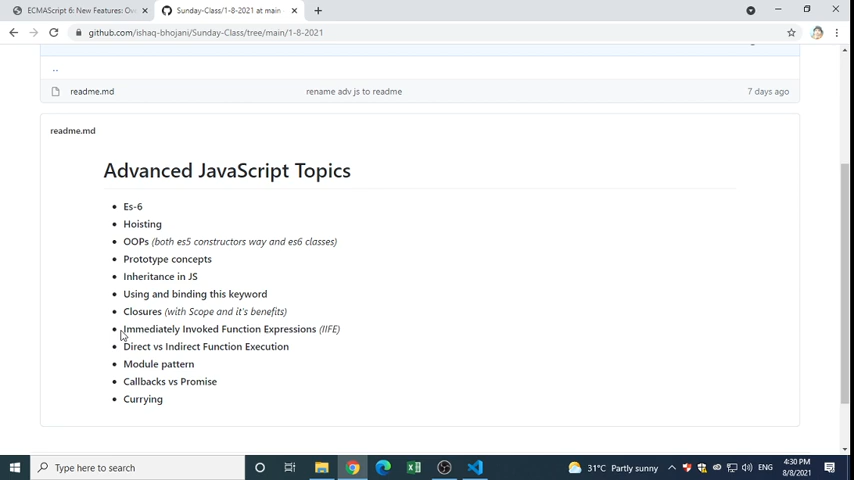 ECMAScript 6: New Features: Ove
Sunday-Class/1-8-2021 at main
github.com/ishaq-bhojani/Sunday-Class/tree/main/1-8-2021
..
readme.md rename adv js to readme 7 days ago
readme.md
Advanced JavaScript Topics
Es-6
Hoisting
OOPs (both es5 constructors way and es6 classes)
Prototype concepts
Inheritance in JS
Using and binding this keyword
Closures (with Scope and it's benefits)
Immediately Invoked Function Expressions (IIFE)
Direct vs Indirect Function Execution
Module pattern
Callbacks vs Promise
Currying
Type here to search
31°C Partly sunny
ENG
4:30 PM
8/8/2021